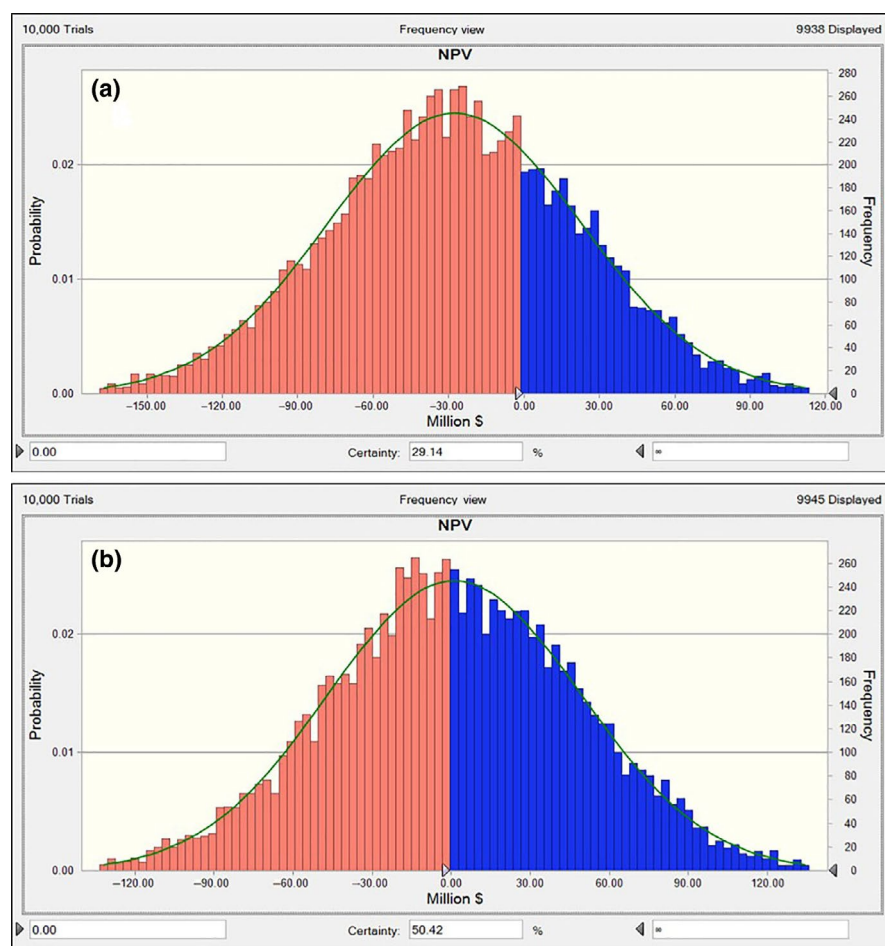 10,000 Trials Frequency view 9938 Displayed
NPV
(a)
Probability
0.02
0.01
0.00
280
260
240
220
200
180
160
140
120
100
80
60
40
20
0
Frequency
−150.00 −120.00 −90.00 −60.00 −30.00 0.00 30.00 60.00 90.00 120.00
Million $
0.00 Certainty: 29.14 % ∞
10,000 Trials Frequency view 9945 Displayed
NPV
(b)
Probability
0.02
0.01
0.00
260
240
220
200
180
160
140
120
100
80
60
40
20
0
Frequency
−120.00 −90.00 −60.00 −30.00 0.00 30.00 60.00 90.00 120.00
Million $
0.00 Certainty: 50.42 % ∞